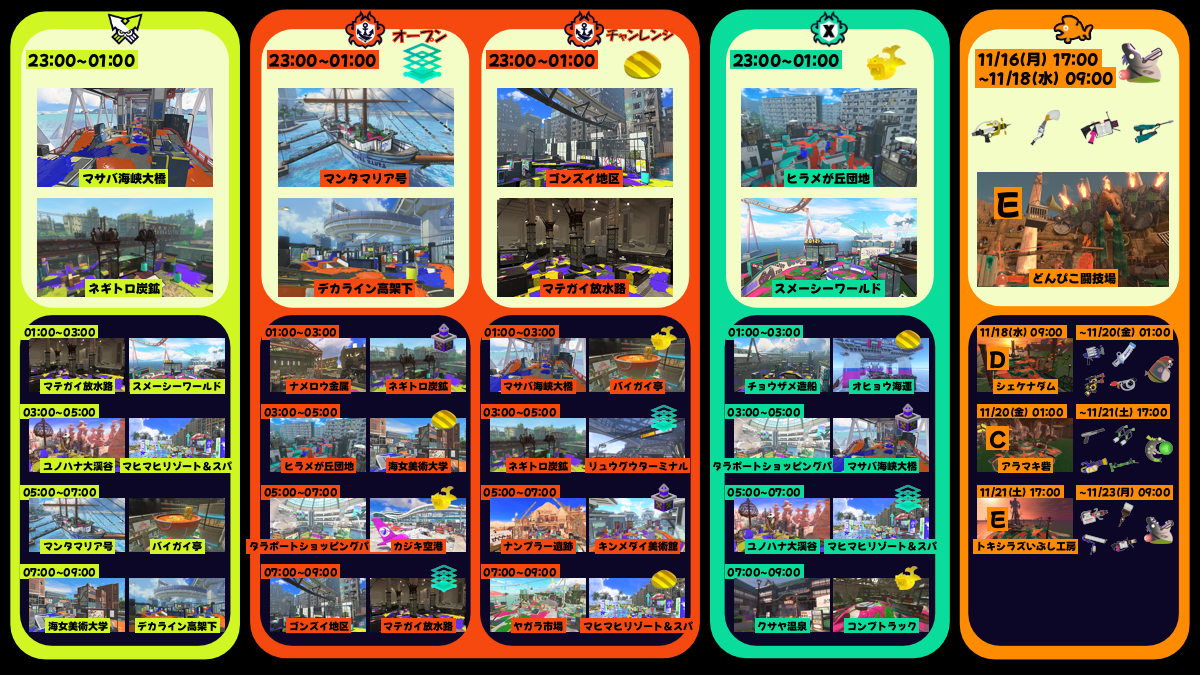 23:00~01:00
マサバ海峡大橋
ネギトロ炭鉱
01:00~03:00
マテガイ放水路
スメーシーワールド
03:00~05:00
ユノハナ大渓谷
マヒマヒリゾート&スパ
05:00~07:00
マンタマリア号
バイガイ亭
07:00~09:00
海女美術大学
デカライン高架下
オープン
23:00~01:00
マンタマリア号
デカライン高架下
01:00~03:00
ナメロウ金属
ネギトロ炭鉱
03:00~05:00
ヒラメが丘団地
海女美術大学
05:00~07:00
タラポートショッピングパ
カジキ空港
07:00~09:00
ゴンズイ地区
マテガイ放水路
チャンレンジ
23:00~01:00
ゴンズイ地区
マテガイ放水路
01:00~03:00
マサバ海峡大橋
バイガイ亭
03:00~05:00
ネギトロ炭鉱
リュウグウターミナル
05:00~07:00
ナンプラー遺跡
キンメダイ美術館
07:00~09:00
ヤガラ市場
マヒマヒリゾート&スパ
X
23:00~01:00
ヒラメが丘団地
スメーシーワールド
01:00~03:00
チョウザメ造船
オヒョウ海運
03:00~05:00
タラポートショッピングパ
マサバ海峡大橋
05:00~07:00
ユノハナ大渓谷
マヒマヒリゾート&スパ
07:00~09:00
クサヤ温泉
コンブトラック
11/16(月) 17:00
~11/18(水) 09:00
E
どんぴこ闘技場
11/18(水) 09:00
~11/20(金) 01:00
D
シェケナダム
11/20(金) 01:00
~11/21(土) 17:00
C
アラマキ砦
11/21(土) 17:00
~11/23(月) 09:00
E
トキシラズいぶし工房